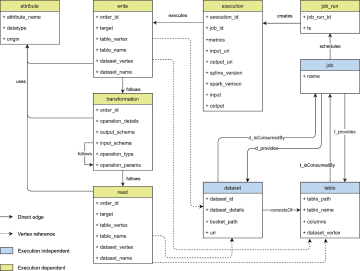 attribute
+ attribute_name
+ datatype
+ origin
write
+ order_id
+ target
+ table_vertex
+ table_name
+ dataset_vertex
+ dataset_name
executes
execution
+ execution_id
+ job_id
+metrics
+ input_uri
+ output_uri
+ spline_version
+ spark_verison
+ input
+ output
creates
job_run
+ job_run_id
+ ts
schedules
job
+ name
uses
follows
transformation
+ order_id
+ operation_details
+ output_schema
+ input_schema
+ operation_type
+ operation_params
follows
follows
d_isConsumedBy
d_provides
t_provides
t_isConsumedBy
read
+ order_id
+ target
+ table_vertex
+ table_name
+ dataset_vertex
+ dataset_name
dataset
+ dataset_id
+ dataset_details
+ bucket_path
+ uri
consistsOf
table
+ table_path
+ table_name
+ columns
+ dataset_vertex
Direct edge
Vertex reference
Execution independent
Execution dependent